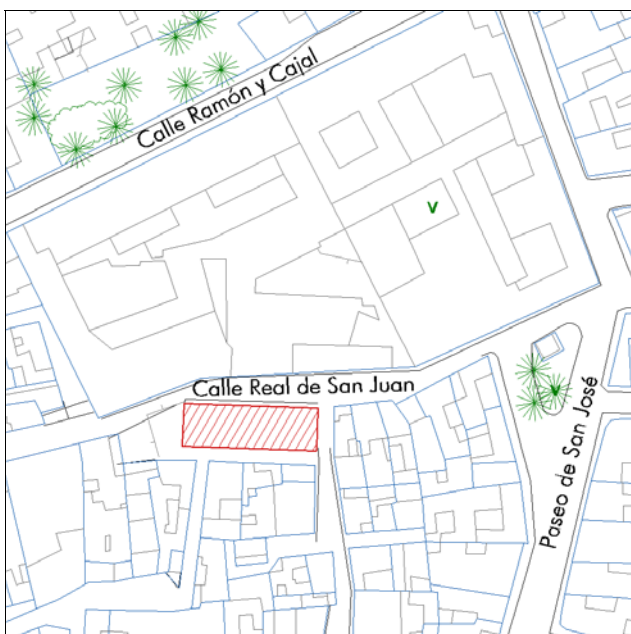 Calle Ramón y Cajal
v
Calle Real de San Juan
v
Paseo de San José